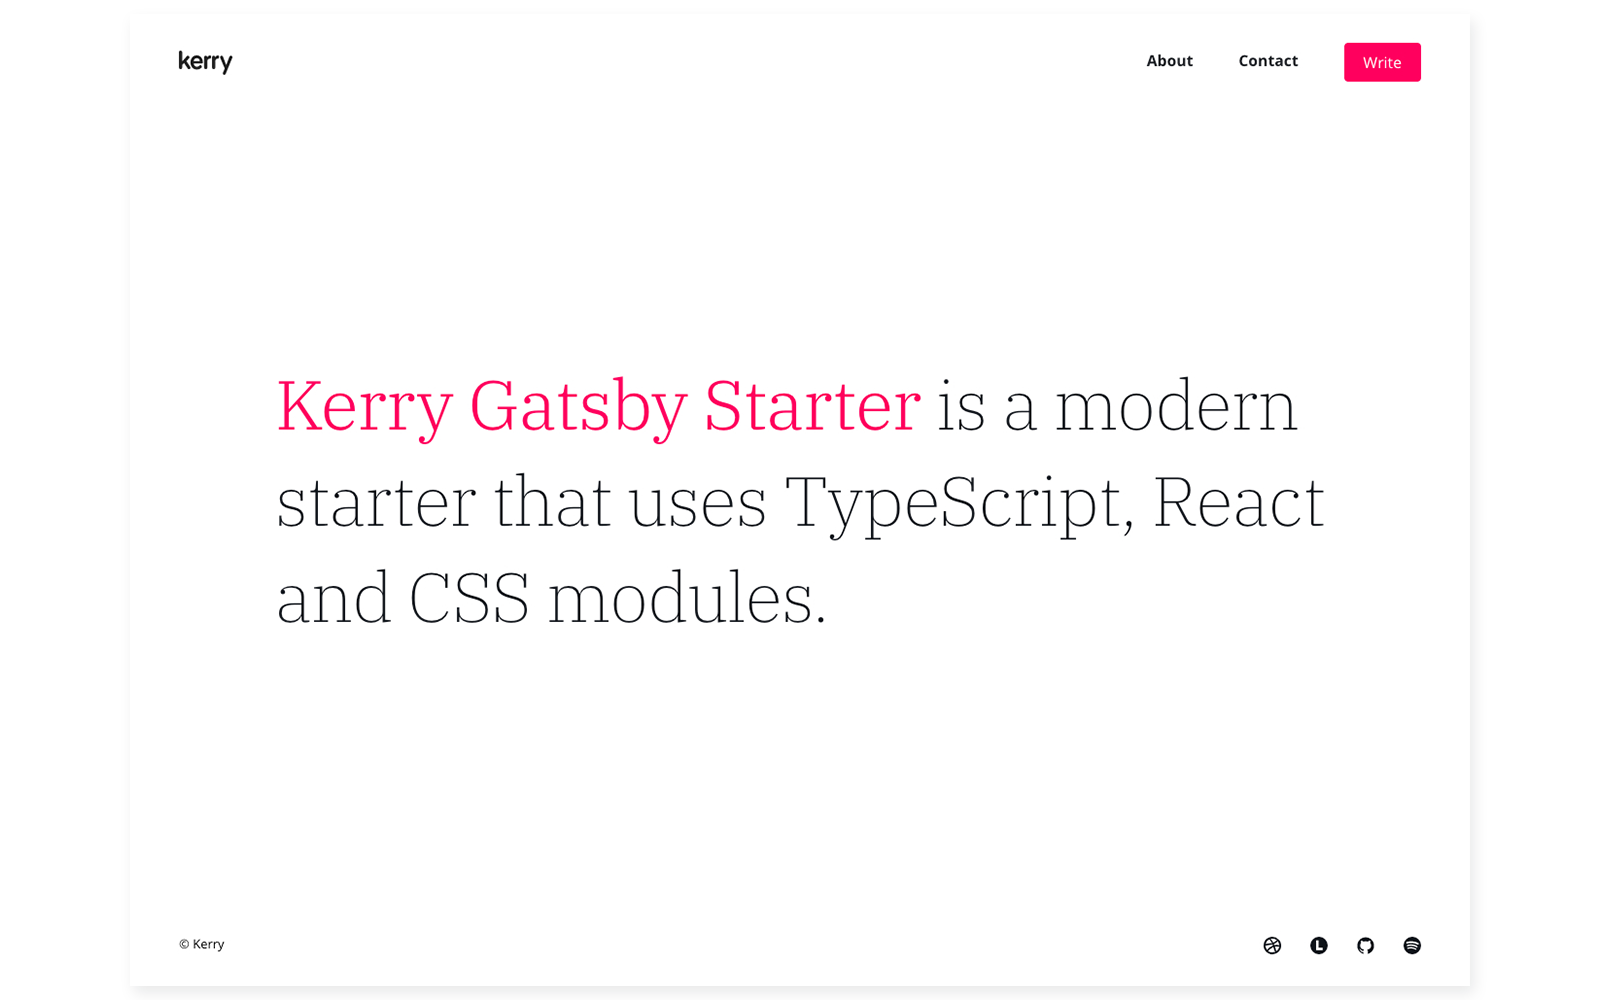 kerry
About
Contact
Write
Kerry Gatsby Starter is a modern
starter that uses TypeScript, React
and CSS modules.
© Kerry
L